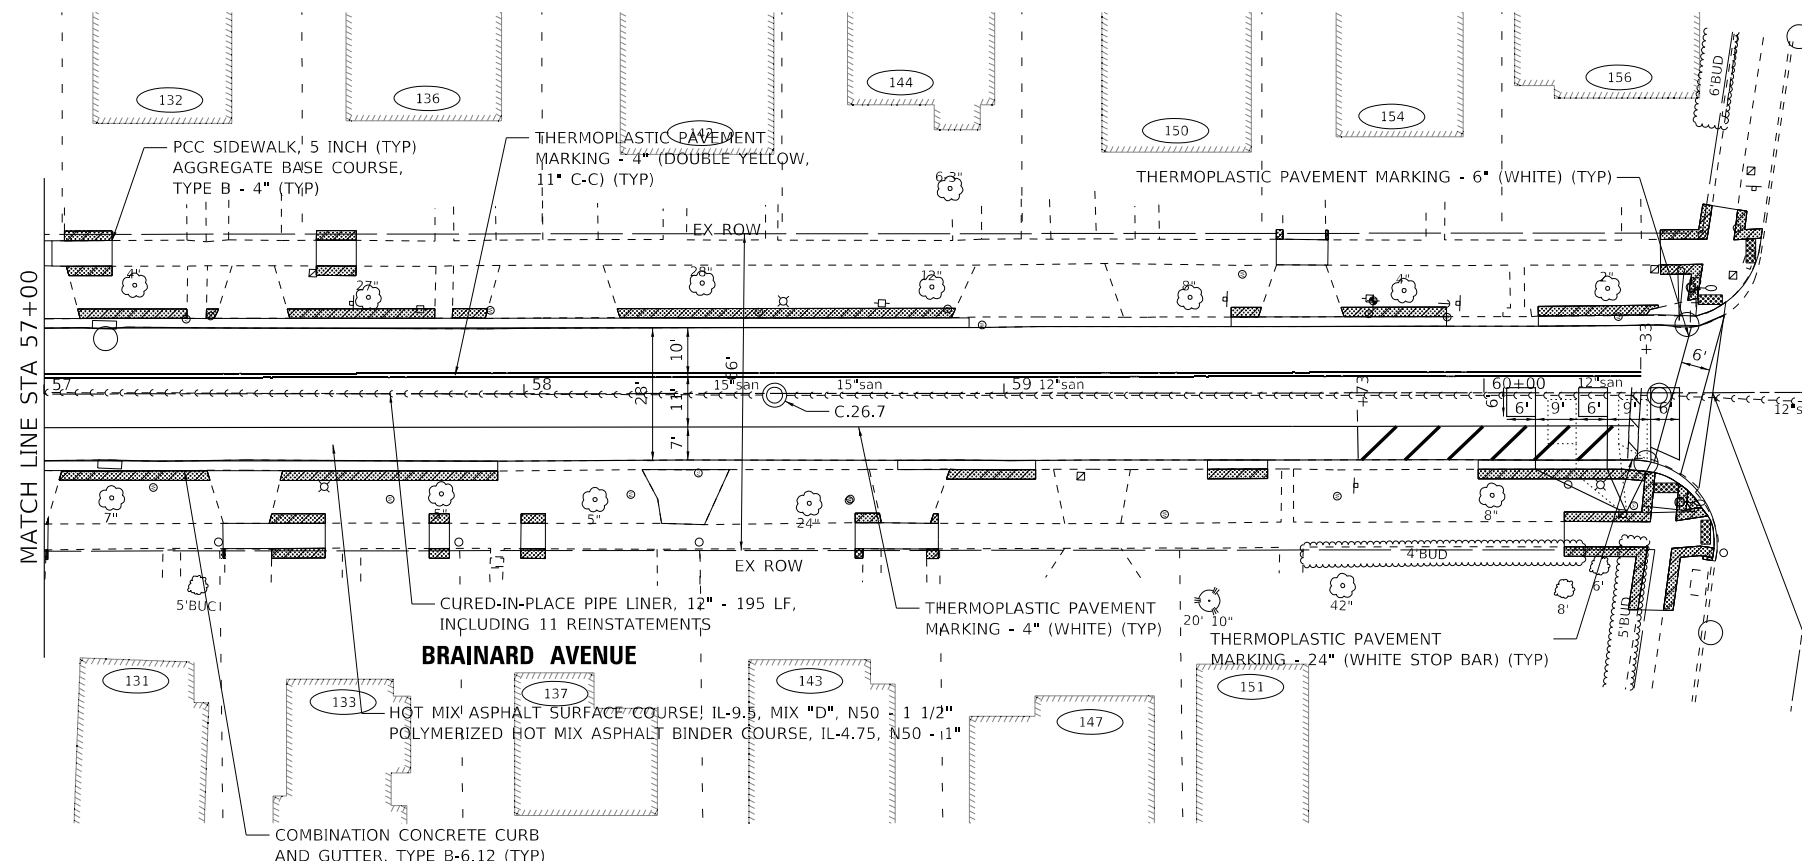 132
136
142
144
150
154
156
6'BUD
PCC SIDEWALK, 5 INCH (TYP)
AGGREGATE BASE COURSE,
TYPE B - 4" (TYP)
THERMOPLASTIC PAVEMENT
MARKING - 4" (DOUBLE YELLOW,
11" C-C) (TYP)
6-3"
THERMOPLASTIC PAVEMENT MARKING - 6" (WHITE) (TYP)
EX ROW
4"
27"
28"
12"
9"
4"
2"
MATCH LINE STA 57+00
10'
66'
28'
11'
7'
+33
6'
57
58
15"san
15"san
59
12"san
+73
60+00
12"san
12"s
6'
6'
9'
6'
9'
6'
C.26.7
7"
5"
5"
24"
8"
EX ROW
4'BUD
5'BUC
20' 10"
42"
8'
6'
5'BUD
CURED-IN-PLACE PIPE LINER, 12" - 195 LF,
INCLUDING 11 REINSTATEMENTS
THERMOPLASTIC PAVEMENT
MARKING - 4" (WHITE) (TYP)
THERMOPLASTIC PAVEMENT
MARKING - 24" (WHITE STOP BAR) (TYP)
BRAINARD AVENUE
131
133
137
143
147
151
HOT MIX ASPHALT SURFACE COURSE, IL-9.5, MIX "D", N50 - 1 1/2"
POLYMERIZED HOT MIX ASPHALT BINDER COURSE, IL-4.75, N50 - 1"
COMBINATION CONCRETE CURB
AND GUTTER, TYPE B-6.12 (TYP)